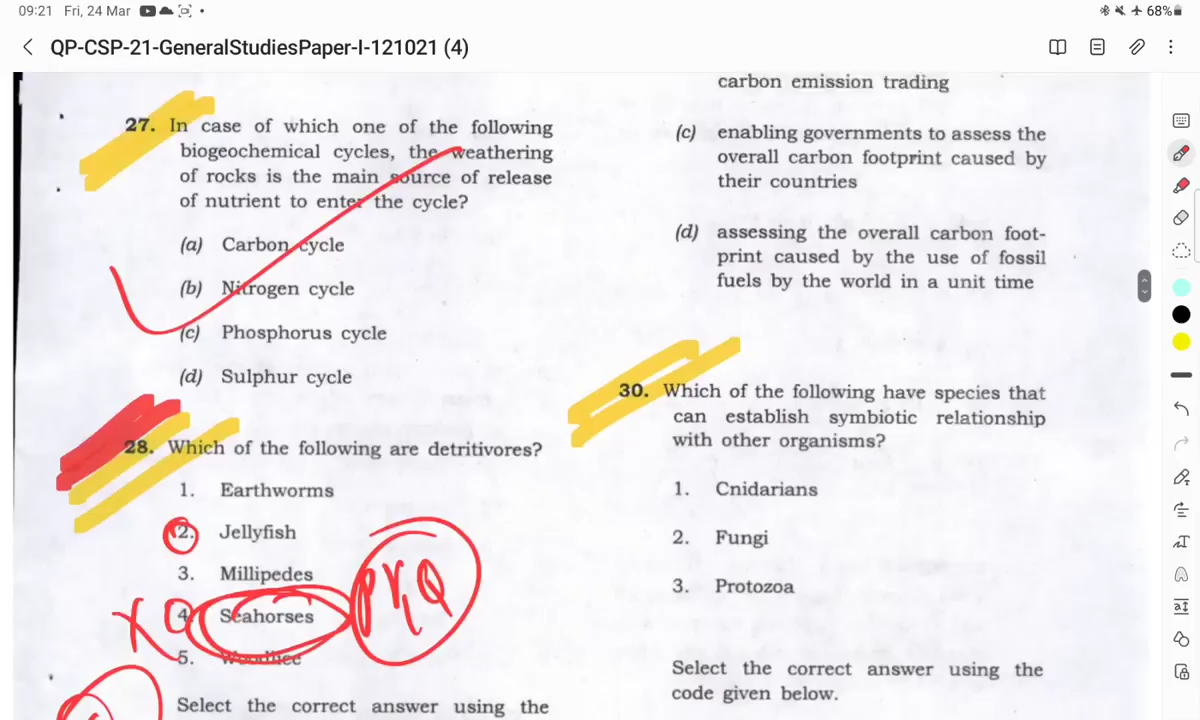 09:21 Fri, 24 Mar
68%
QP-CSP-21-GeneralStudiesPaper-I-121021 (4)
27. In case of which one of the following
biogeochemical cycles, the weathering
of rocks is the main source of release
of nutrient to enter the cycle?
(a) Carbon cycle
(b) Nitrogen cycle
(c) Phosphorus cycle
(d) Sulphur cycle
28. Which of the following are detritivores?
1. Earthworms
2. Jellyfish
3. Millipedes
4. Seahorses
5. Woodlice
PYQ
X
Select the correct answer using the
carbon emission trading
(c) enabling governments to assess the
overall carbon footprint caused by
their countries
(d) assessing the overall carbon foot-
print caused by the use of fossil
fuels by the world in a unit time
30. Which of the following have species that
can establish symbiotic relationship
with other organisms?
1. Cnidarians
2. Fungi
3. Protozoa
Select the correct answer using the
code given below.